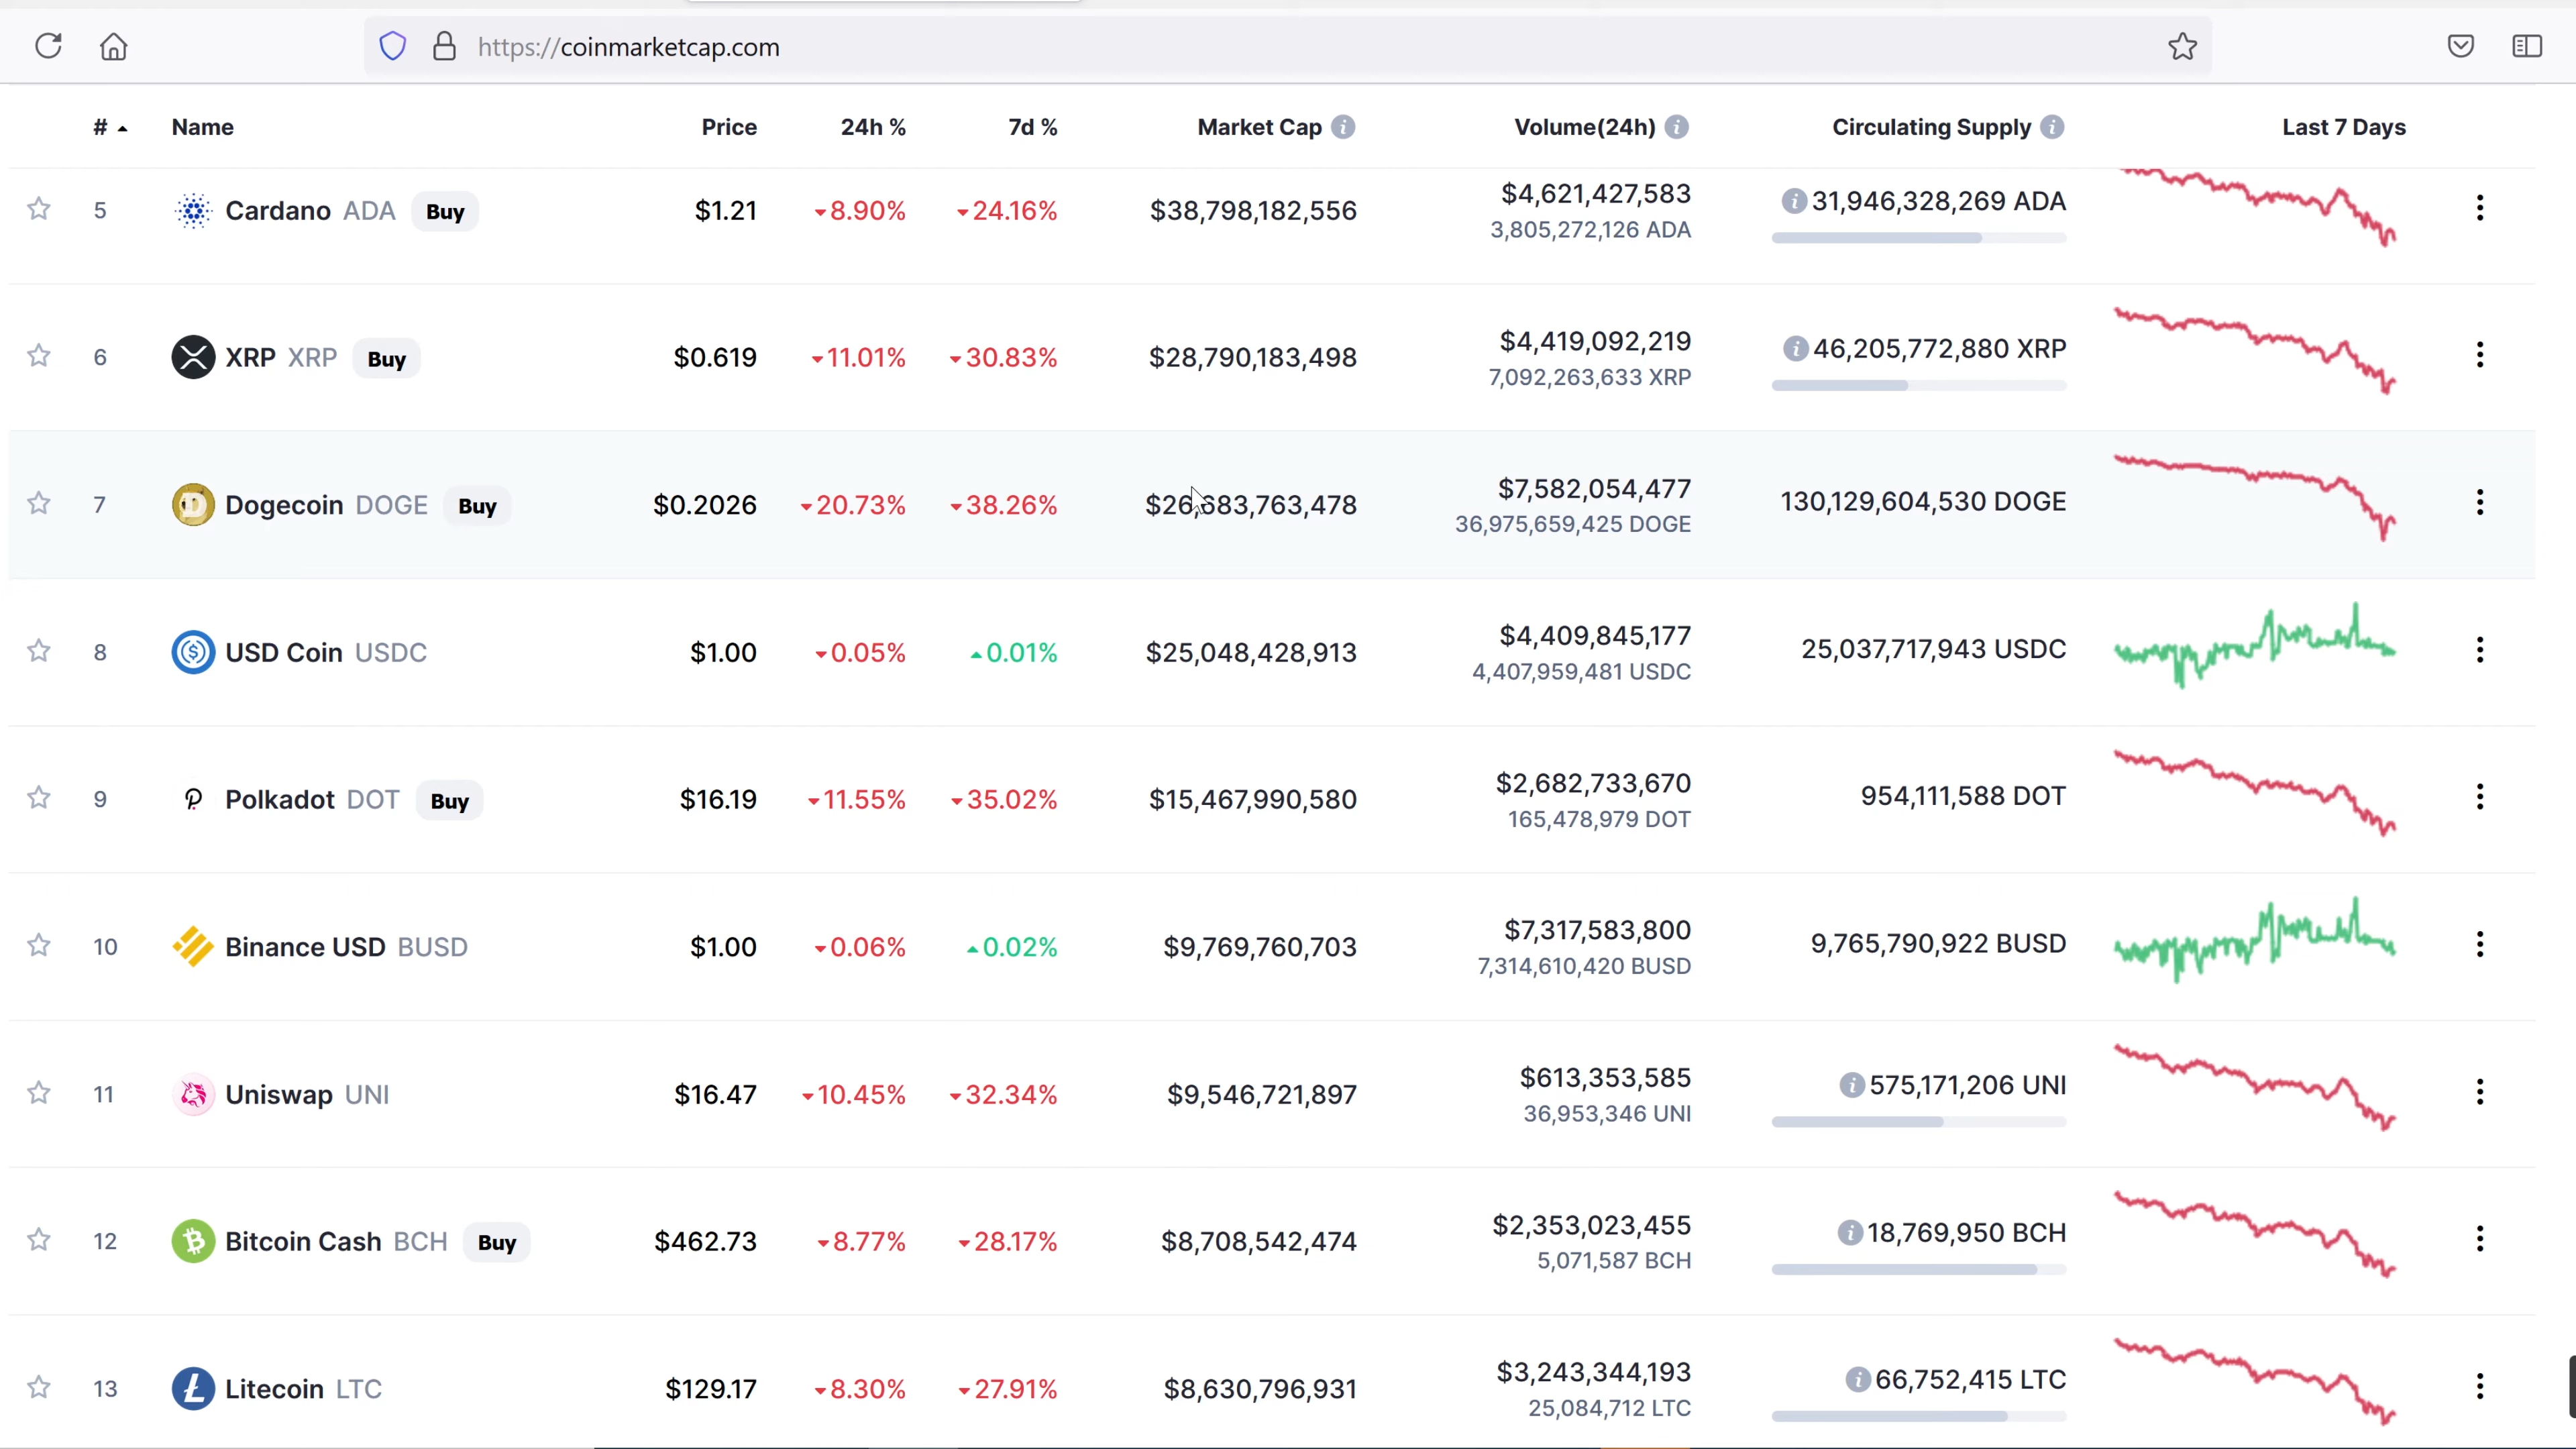 https://coinmarketcap.com
# Name Price 24h % 7d % Market Cap Volume(24h) Circulating Supply Last 7 Days
5 Cardano ADA Buy $1.21 8.90% 24.16% $38,798,182,556 $4,621,427,583 31,946,328,269 ADA
3,805,272,126 ADA
6 XRP XRP Buy $0.619 11.01% 30.83% $28,790,183,498 $4,419,092,219 46,205,772,880 XRP
7,092,263,633 XRP
7 Dogecoin DOGE Buy $0.2026 20.73% 38.26% $26,683,763,478 $7,582,054,477 130,129,604,530 DOGE
36,975,659,425 DOGE
8 USD Coin USDC $1.00 0.05% 0.01% $25,048,428,913 $4,409,845,177 25,037,717,943 USDC
4,407,959,481 USDC
9 Polkadot DOT Buy $16.19 11.55% 35.02% $15,467,990,580 $2,682,733,670 954,111,588 DOT
165,478,979 DOT
10 Binance USD BUSD $1.00 0.06% 0.02% $9,769,760,703 $7,317,583,800 9,765,790,922 BUSD
7,314,610,420 BUSD
11 Uniswap UNI $16.47 10.45% 32.34% $9,546,721,897 $613,353,585 575,171,206 UNI
36,953,346 UNI
12 Bitcoin Cash BCH Buy $462.73 8.77% 28.17% $8,708,542,474 $2,353,023,455 18,769,950 BCH
5,071,587 BCH
13 Litecoin LTC $129.17 8.30% 27.91% $8,630,796,931 $3,243,344,193 66,752,415 LTC
25,084,712 LTC